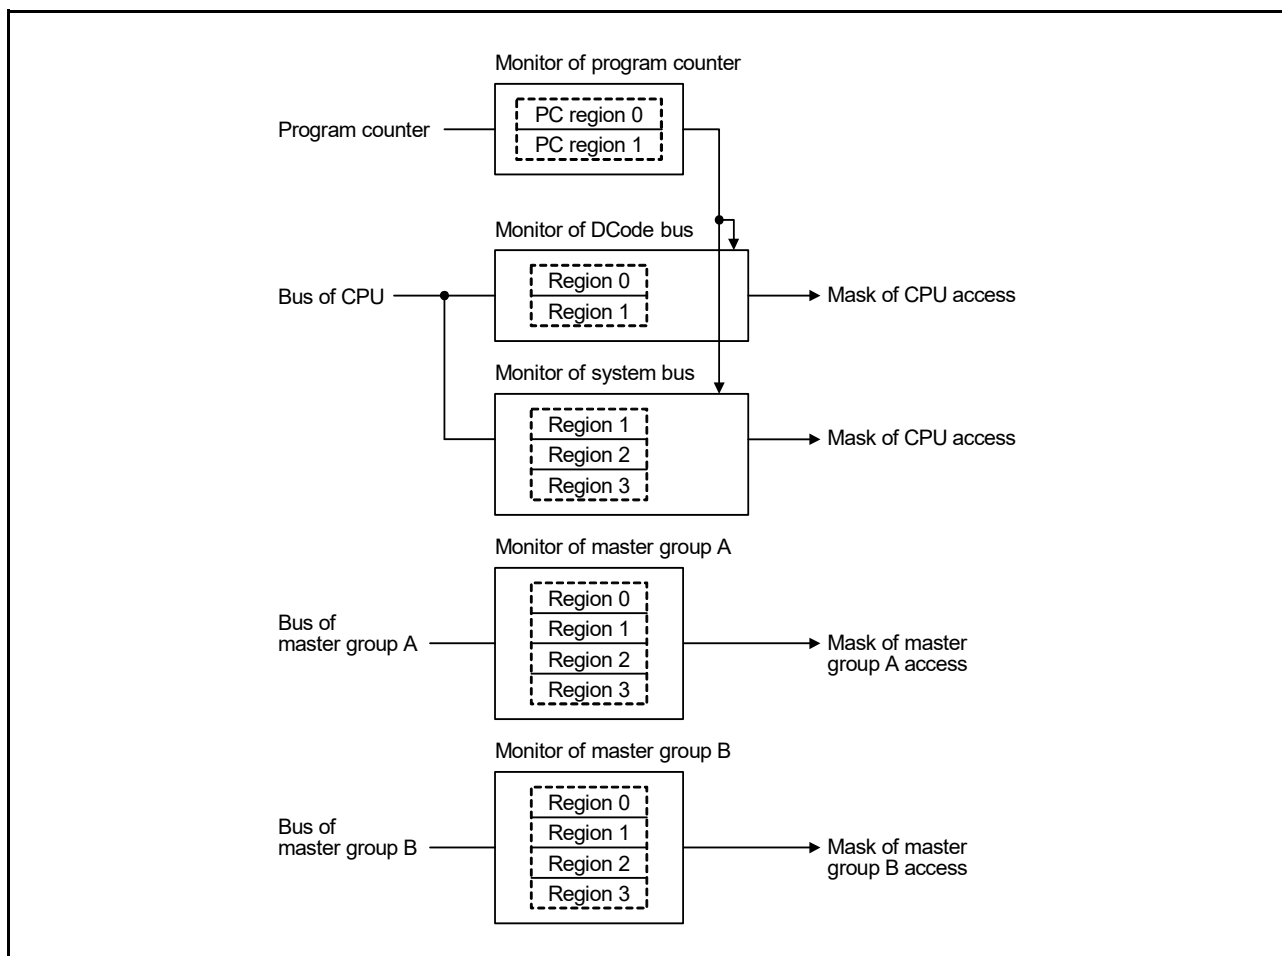 Monitor of program counter
Program counter
PC region 0
PC region 1
Monitor of DCode bus
Bus of CPU
Region 0
Region 1
Mask of CPU access
Monitor of system bus
Region 1
Region 2
Region 3
Mask of CPU access
Monitor of master group A
Bus of
master group A
Region 0
Region 1
Region 2
Region 3
Mask of master
group A access
Monitor of master group B
Bus of
master group B
Region 0
Region 1
Region 2
Region 3
Mask of master
group B access